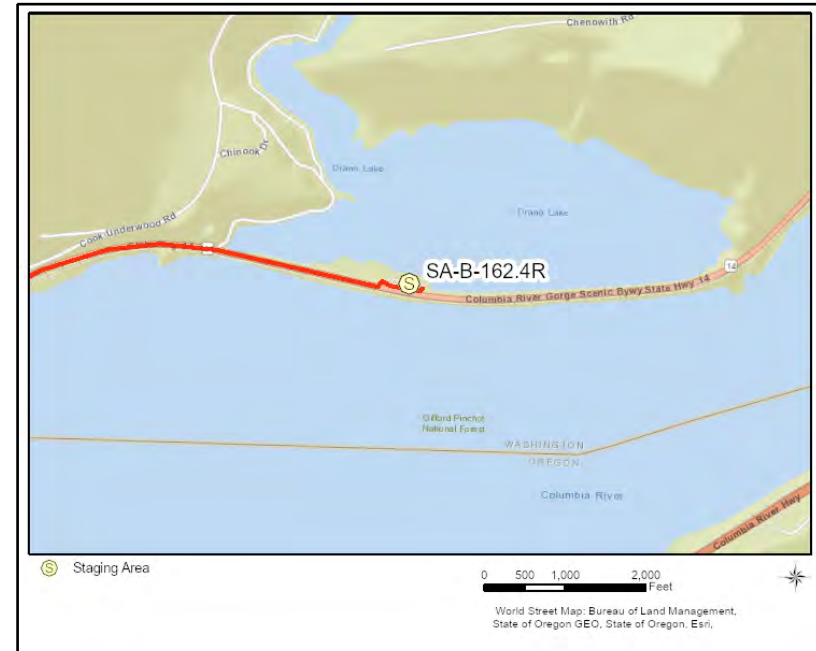 Chenowith Rd
Chinook Dr
Drano Lake
Drano Lake
Cook-Underwood Rd
14
SA-B-162.4R
S
14
Columbia River Gorge Scenic Bywy State Hwy 14
Gifford Pinchot
National Forest
WASHINGTON
OREGON
Columbia River
Columbia River Hwy
S Staging Area
0 500 1,000 2,000
Feet
World Street Map: Bureau of Land Management,
State of Oregon GEO, State of Oregon, Esri,